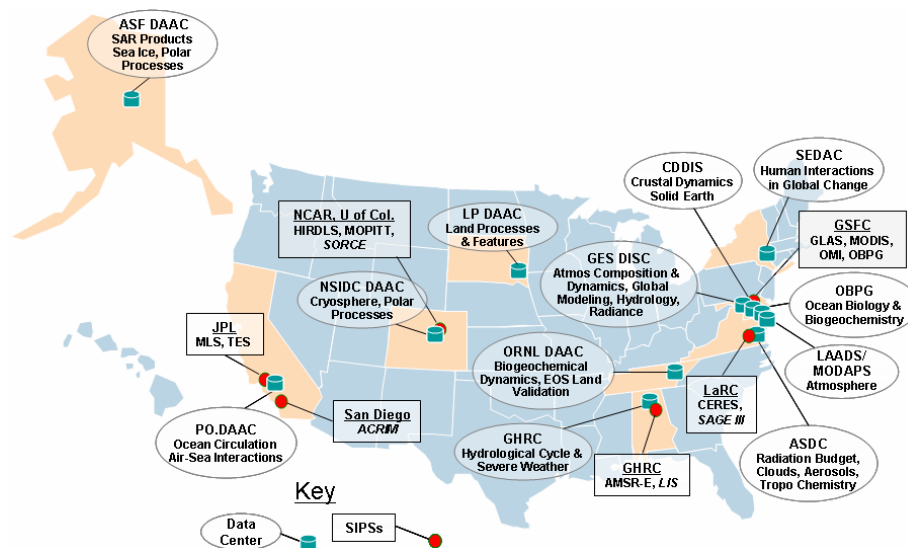 ASF DAAC
SAR Products
Sea Ice, Polar
Processes
SEDAC
Human Interactions
in Global Change
CDDIS
Crustal Dynamics
Solid Earth
NCAR, U of Col.
HIRDLS, MOPITT,
SORCE
LP DAAC
Land Processes
& Features
GSFC
GLAS, MODIS,
OMI, OBPG
GES DISC
Atmos Composition &
Dynamics, Global
Modeling, Hydrology,
Radiance
NSIDC DAAC
Cryosphere, Polar
Processes
OBPG
Ocean Biology &
Biogeochemistry
JPL
MLS, TES
ORNL DAAC
Biogeochemical
Dynamics, EOS Land
Validation
LAADS/
MODAPS
Atmosphere
LaRC
CERES,
SAGE III
San Diego
ACRIM
PO.DAAC
Ocean Circulation
Air-Sea Interactions
GHRC
Hydrological Cycle &
Severe Weather
GHRC
AMSR-E, LIS
ASDC
Radiation Budget,
Clouds, Aerosols,
Tropo Chemistry
Key
Data
Center
SIPSs